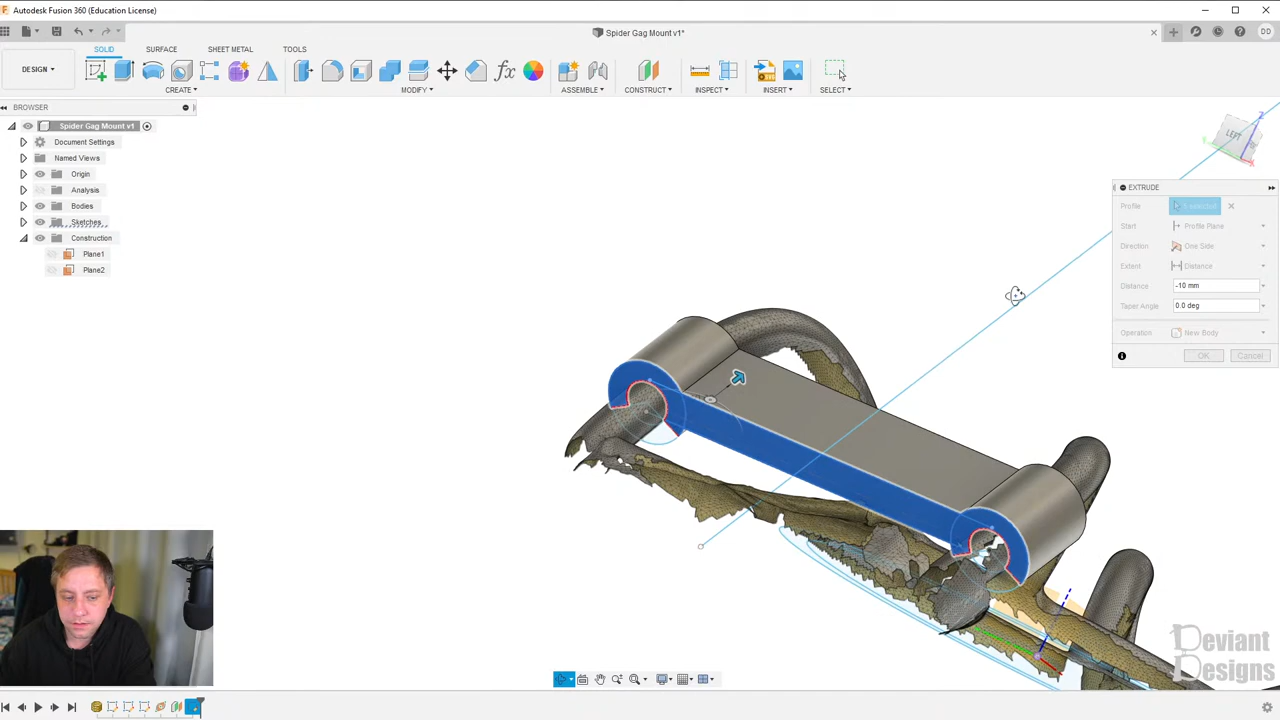 Autodesk Fusion 360 (Education License)
Spider Gag Mount v1*
DD
SOLID SURFACE SHEET METAL TOOLS
DESIGN
CREATE MODIFY ASSEMBLE CONSTRUCT INSPECT INSERT SELECT
BROWSER
Spider Gag Mount v1
Document Settings
Named Views
Origin
Analysis
Bodies
Sketches
Construction
Plane1
Plane2
LEFT
Z
EXTRUDE
Profile
Start Profile Plane
Direction One Side
Extent Distance
Distance -10 mm
Taper Angle 0.0 deg
Operation New Body
OK Cancel
Deviant
Designs